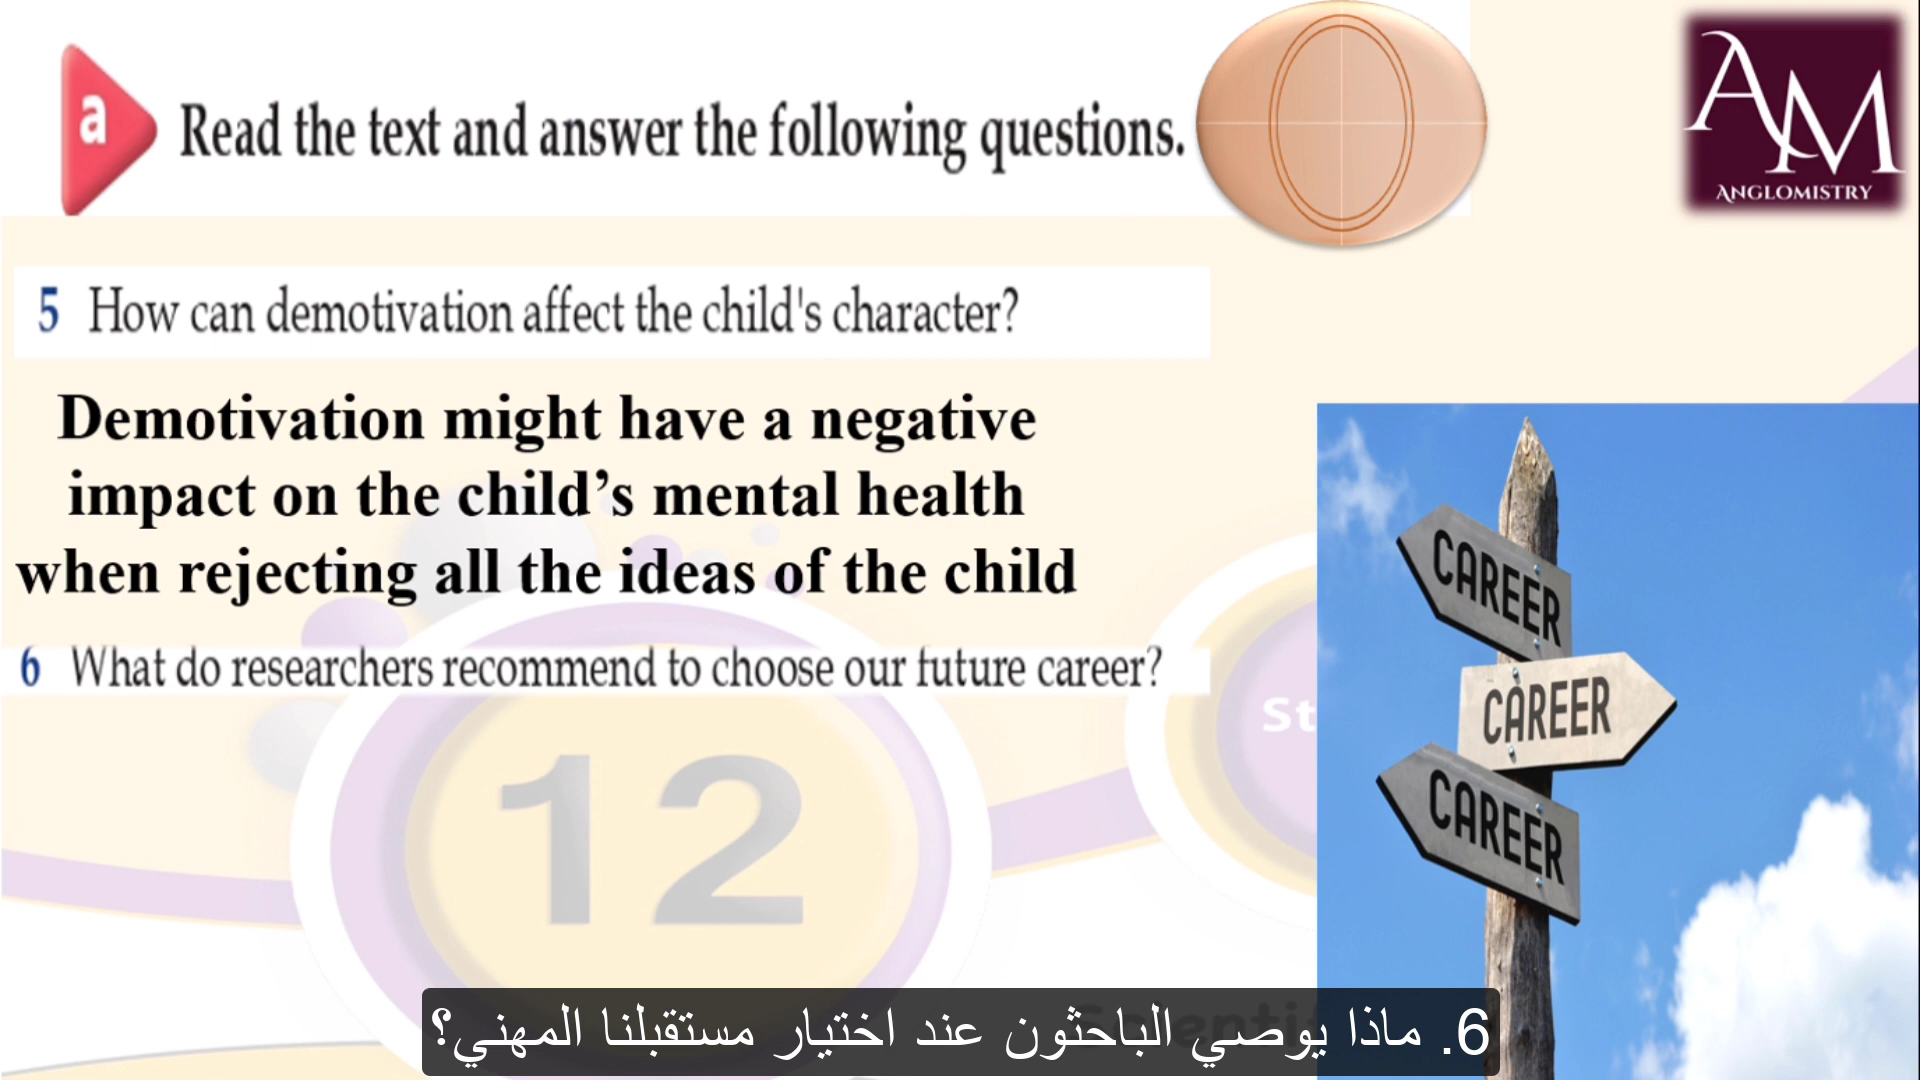 a
Read the text and answer the following questions.
AM
ANGLOMISTRY
5 How can demotivation affect the child's character?
Demotivation might have a negative
impact on the child’s mental health
when rejecting all the ideas of the child
6 What do researchers recommend to choose our future career?
12
St
CAREER
CAREER
CAREER
6. ماذا يوصي الباحثون عند اختيار مستقبلنا المهني؟